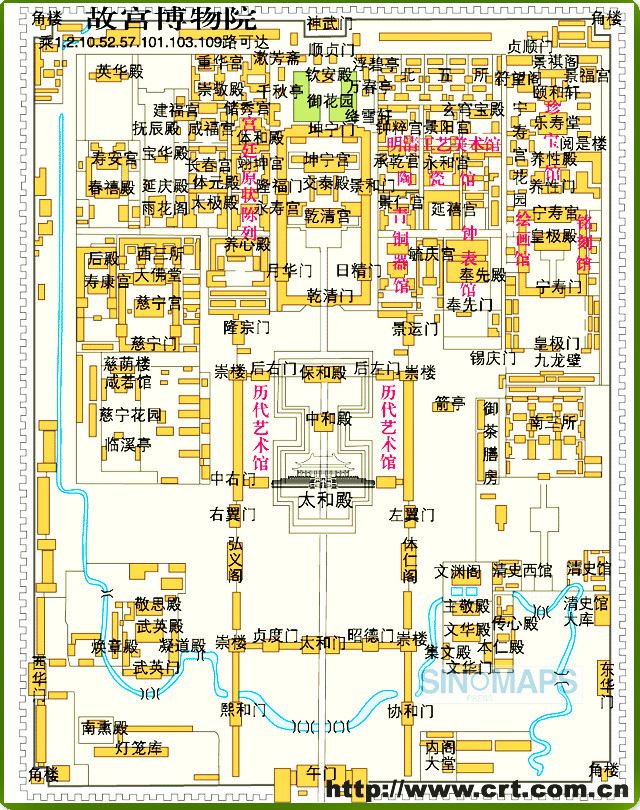 角楼
故宫博物院
神武门
角楼
乘1.2.10.52.57.101.103.109路可达
顺贞门
贞顺门
英华殿
重华宫
漱芳斋
钦安殿
浮碧亭
北五所
符望阁
景祺阁
景福宫
崇敬殿
千秋亭
万春亭
颐和轩
建福宫
储秀宫
御花园
绛雪轩
玄穹宝殿
珍宝馆
抚辰殿
咸福宫
宫廷原状陈列
体和殿
坤宁门
钟粹宫
景阳宫
宁寿宫花园
乐寿堂
明清工艺美术馆
阅是楼
寿安宫
宝华殿
长春宫
翊坤宫
坤宁宫
承乾宫
永和宫
养性殿
陶瓷馆
春禧殿
延庆殿
体元殿
隆福门
交泰殿
景和门
养性门
雨花阁
太极殿
永寿宫
乾清宫
景仁宫
延禧宫
绘画馆
宁寿宫
铭刻馆
青铜器馆
钟表馆
皇极殿
养心殿
毓庆宫
后殿
西三所
大佛堂
月华门
日精门
奉先殿
寿康宫
慈宁宫
乾清门
奉先门
宁寿门
慈宁门
隆宗门
景运门
皇极门
锡庆门
九龙壁
慈荫楼
咸若馆
崇楼
后右门
保和殿
后左门
崇楼
历代艺术馆
历代艺术馆
慈宁花园
中和殿
箭亭
御茶膳房
南三所
临溪亭
中右门
太和殿
右翼门
左翼门
弘义阁
体仁阁
文渊阁
清史西馆
清史馆
敬思殿
主敬殿
清史馆大库
武英殿
文华殿
传心殿
焕章殿
凝道殿
崇楼
贞度门
太和门
昭德门
崇楼
集文殿
本仁殿
西华门
武英门
文华门
东华门
SINOMAPS
PRESS
熙和门
协和门
南熏殿
灯笼库
内阁大堂
角楼
午门
角楼
http://www.crt.com.cn